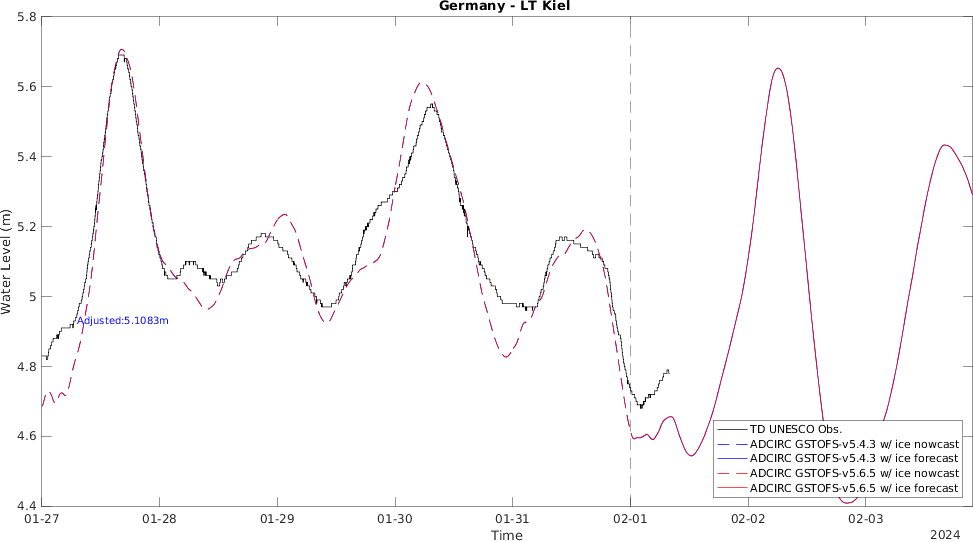 Germany - LT Kiel
5.8
5.6
5.4
5.2
5
4.8
4.6
4.4
Water Level (m)
Adjusted:5.1083m
TD UNESCO Obs.
ADCIRC GSTOFS-v5.4.3 w/ ice nowcast
ADCIRC GSTOFS-v5.4.3 w/ ice forecast
ADCIRC GSTOFS-v5.6.5 w/ ice nowcast
ADCIRC GSTOFS-v5.6.5 w/ ice forecast
01-27 01-28 01-29 01-30 01-31 02-01 02-02 02-03
Time
2024